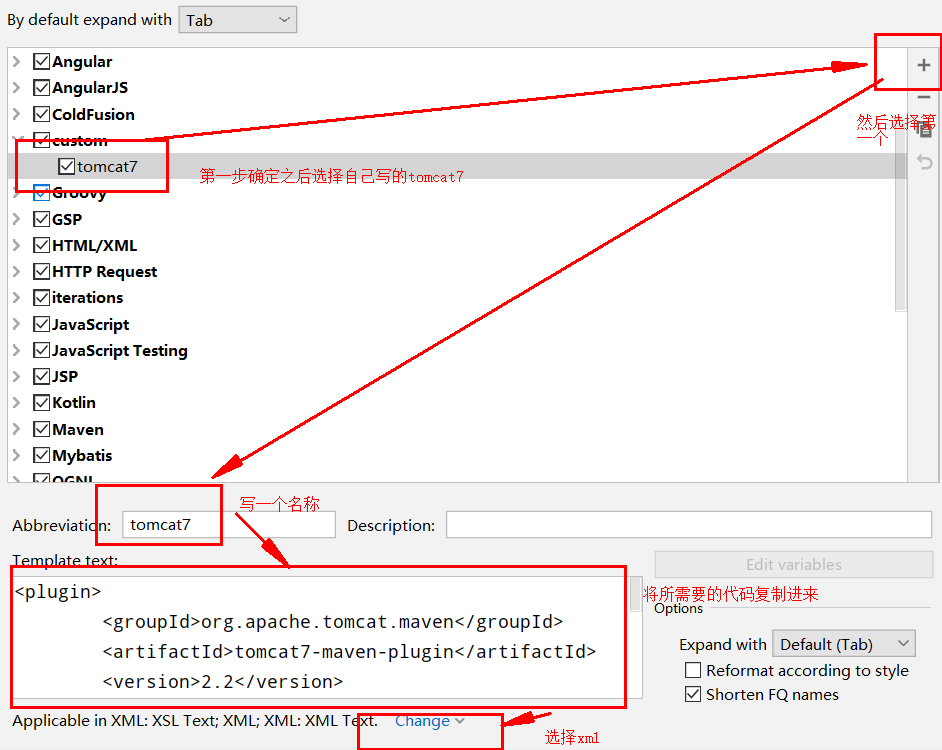 By default expand with Tab
Angular
AngularJS
ColdFusion
custom
然后选择第
一个
tomcat7
第一步确定之后选择自己写的tomcat7
Groovy
GSP
HTML/XML
HTTP Request
iterations
JavaScript
JavaScript Testing
JSP
Kotlin
Maven
Mybatis
OGNL
写一个名称
Abbreviation: tomcat7 Description:
Template text:
Edit variables
<plugin>
将所需要的代码复制进来
Options
<groupId>org.apache.tomcat.maven</groupId>
Expand with Default (Tab)
<artifactId>tomcat7-maven-plugin</artifactId>
Reformat according to style
<version>2.2</version>
Shorten FQ names
Applicable in XML: XSL Text; XML; XML: XML Text. Change
选择xml